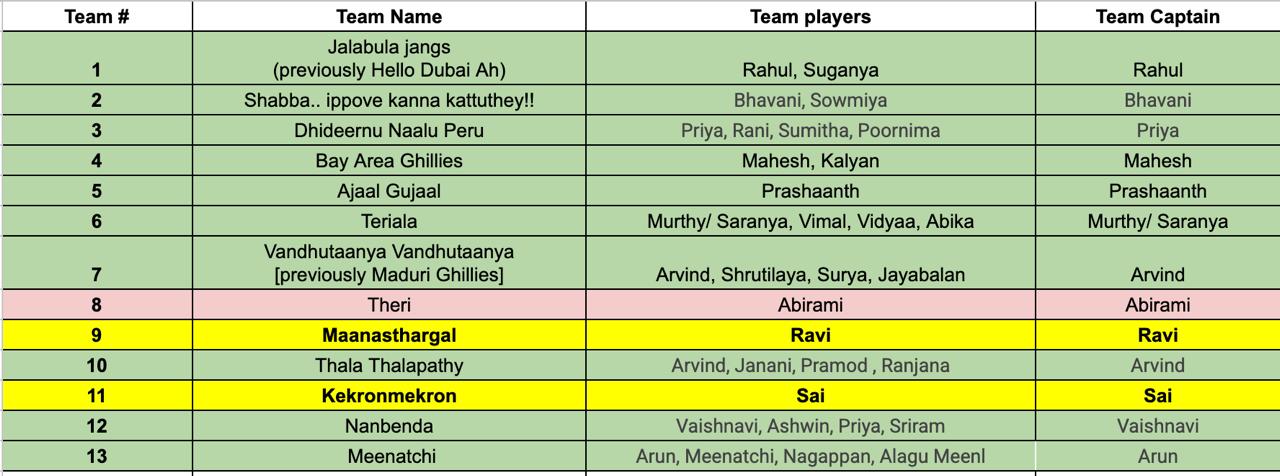 Team # Team Name Team players Team Captain
Jalabula jangs
1 (previously Hello Dubai Ah) Rahul, Suganya Rahul
2 Shabba.. ippove kanna kattuthey!! Bhavani, Sowmiya Bhavani
3 Dhideernu Naalu Peru Priya, Rani, Sumitha, Poornima Priya
4 Bay Area Ghillies Mahesh, Kalyan Mahesh
5 Ajaal Gujaal Prashaanth Prashaanth
6 Teriala Murthy/ Saranya, Vimal, Vidyaa, Abika Murthy/ Saranya
Vandhutaanya Vandhutaanya
7 [previously Maduri Ghillies] Arvind, Shrutilaya, Surya, Jayabalan Arvind
8 Theri Abirami Abirami
9 Maanasthargal Ravi Ravi
10 Thala Thalapathy Arvind, Janani, Pramod , Ranjana Arvind
11 Kekronmekron Sai Sai
12 Nanbenda Vaishnavi, Ashwin, Priya, Sriram Vaishnavi
13 Meenatchi Arun, Meenatchi, Nagappan, Alagu Meenl Arun